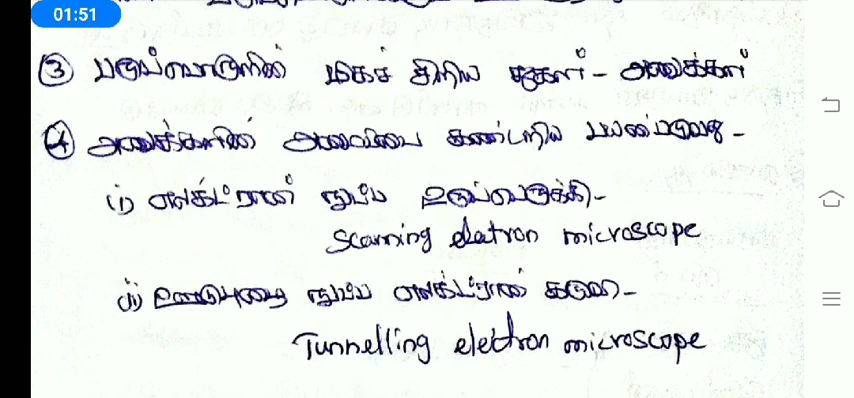 01:51
③ பருப்பொருளின் மிகச் சிறிய துகள் - அணுக்கள்
④ அணுக்களின் அளவை கண்டறிய பயன்படுவது -
i) எலக்ட்ரான் நுட்ப உருப்பெருக்கி -
Scanning electron microscope
ii) ஊடுபுழை நுட்ப எலக்ட்ரான் கருவி -
Tunnelling electron microscope